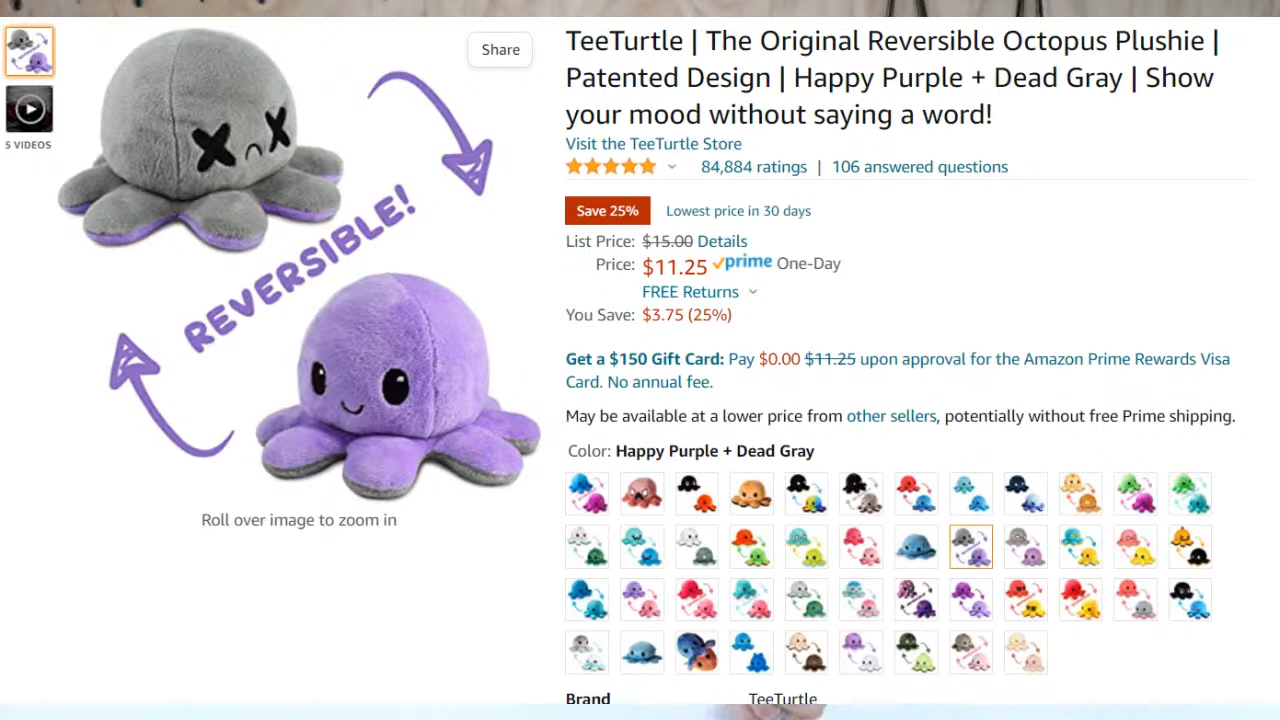 Share
5 VIDEOS
REVERSIBLE!
Roll over image to zoom in
TeeTurtle | The Original Reversible Octopus Plushie |
Patented Design | Happy Purple + Dead Gray | Show
your mood without saying a word!
Visit the TeeTurtle Store
84,884 ratings | 106 answered questions
Save 25% Lowest price in 30 days
List Price: $15.00 Details
Price: $11.25 prime One-Day
FREE Returns
You Save: $3.75 (25%)
Get a $150 Gift Card: Pay $0.00 $11.25 upon approval for the Amazon Prime Rewards Visa
Card. No annual fee.
May be available at a lower price from other sellers, potentially without free Prime shipping.
Color: Happy Purple + Dead Gray
Brand TeeTurtle